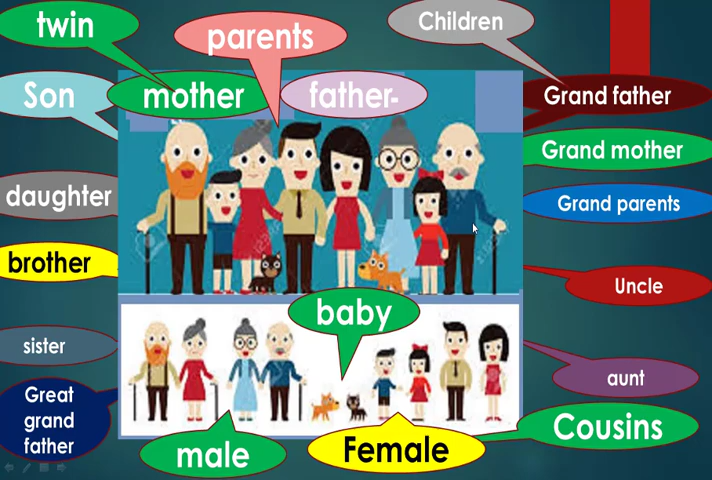 twin
parents
Children
Son
mother
father-
Grand father
Grand mother
daughter
Grand parents
brother
Uncle
baby
sister
aunt
Great
grand
father
Cousins
male
Female